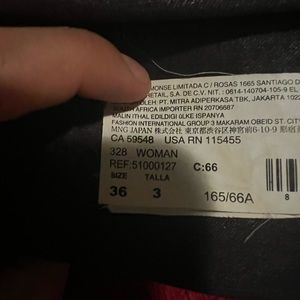 MONSE LIMITADA C / ROSAS 1665 SANTIAGO D
RETAIL, S.A. DE C.V. NIT. : 0614-140704-105-9 EL
OLEH: PT. MITRA ADIPERKASA TBK, JAKARTA 1022
SOUTH AFRICA IMPORTED RN 20706687
MALIN ITHAL EDILDIGI ULKE ISPANYA
FASHION INTERNATIONAL GROUP 3 MAKARAM OBEID ST. CITY
MNG JAPAN 株式会社 東京都渋谷区神宮前6-10-9
CA 59548 USA RN 115455
328 WOMAN
REF:51000127 C:66
SIZE TALLA
36 3 165/66A
8